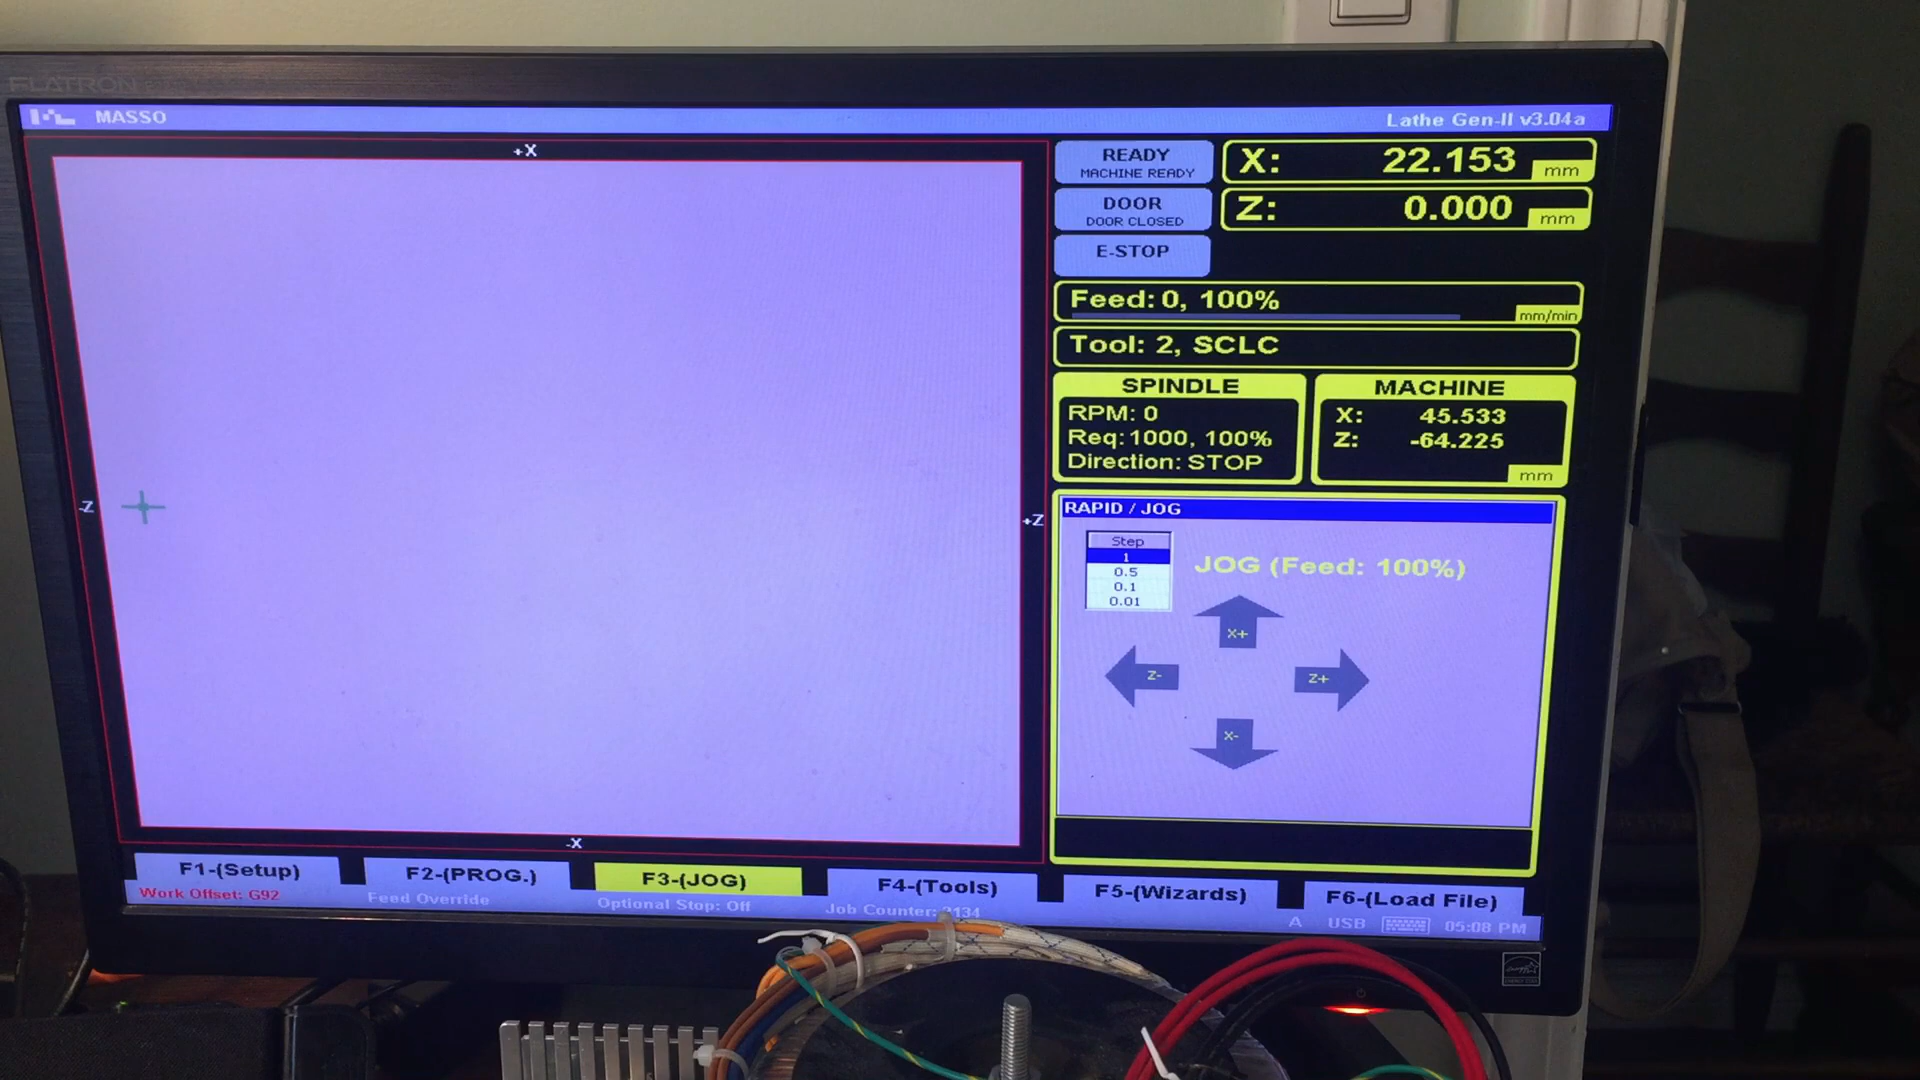 FLATRON
MASSO
Lathe Gen-II v3.04a
+X
-Z
+Z
-X
READY
MACHINE READY
DOOR
DOOR CLOSED
E-STOP
X: 22.153 mm
Z: 0.000 mm
Feed: 0, 100%
mm/min
Tool: 2, SCLC
SPINDLE
RPM: 0
Req: 1000, 100%
Direction: STOP
MACHINE
X: 45.533
Z: -64.225
mm
RAPID / JOG
Step
1
0.5
0.1
0.01
JOG (Feed: 100%)
X+
Z-
Z+
X-
F1-(Setup)
F2-(PROG.)
F3-(JOG)
F4-(Tools)
F5-(Wizards)
F6-(Load File)
Work Offset: G92
Feed Override
Optional Stop: Off
Job Counter:
A USB 05:08 PM